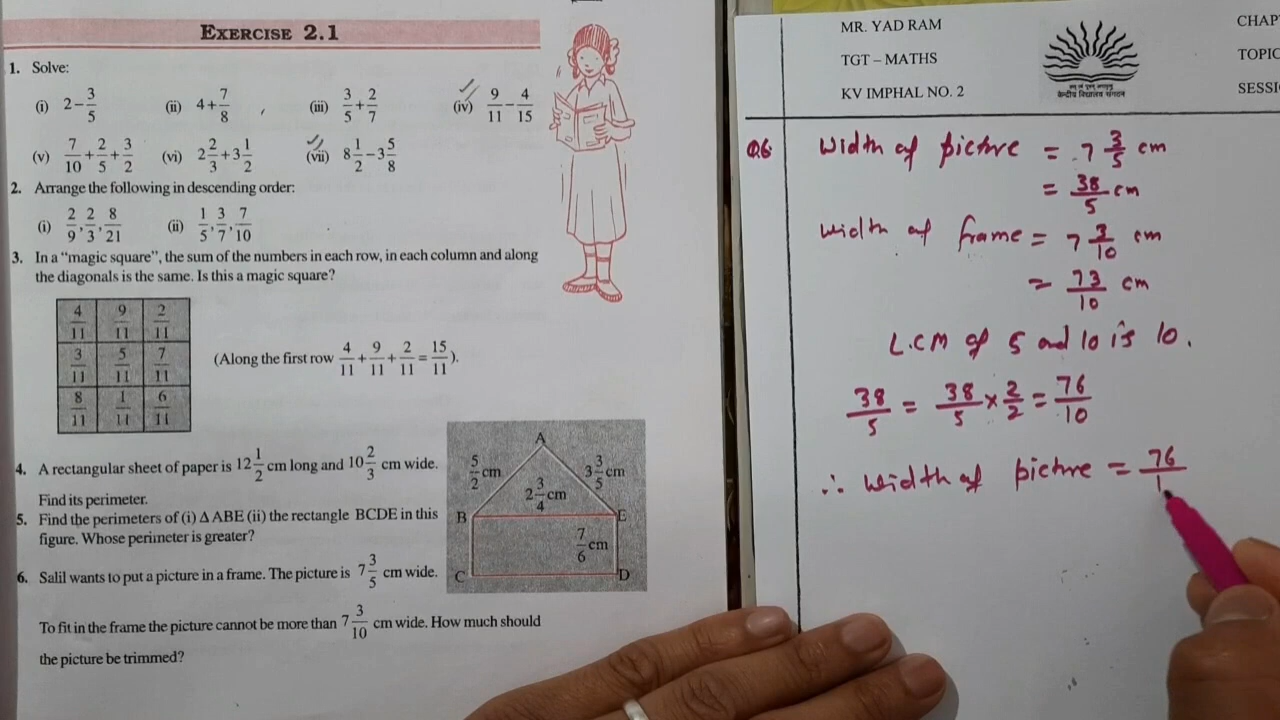 EXERCISE 2.1
1. Solve:
(i) 2 − 3/5 (ii) 4 + 7/8 (iii) 3/5 + 2/7 (iv) 9/11 − 4/15
(v) 7/10 + 2/5 + 3/2 (vi) 2 2/3 + 3 1/2 (vii) 8 1/2 − 3 5/8
2. Arrange the following in descending order:
(i) 2/9, 2/3, 8/21 (ii) 1/5, 3/7, 7/10
3. In a “magic square”, the sum of the numbers in each row, in each column and along
the diagonals is the same. Is this a magic square?
4/11 9/11 2/11
3/11 5/11 7/11
8/11 1/11 6/11
(Along the first row 4/11 + 9/11 + 2/11 = 15/11).
4. A rectangular sheet of paper is 12 1/2 cm long and 10 2/3 cm wide.
Find its perimeter.
5. Find the perimeters of (i) Δ ABE (ii) the rectangle BCDE in this
figure. Whose perimeter is greater?
6. Salil wants to put a picture in a frame. The picture is 7 3/5 cm wide.
To fit in the frame the picture cannot be more than 7 3/10 cm wide. How much should
the picture be trimmed?
A
5/2 cm 3 3/5 cm
2 3/4 cm
B E
7/6 cm
C D
MR. YAD RAM
TGT – MATHS
KV IMPHAL NO. 2
केन्द्रीय विद्यालय संगठन
CHAP
TOPIC
SESSI
Q6 Width of picture = 7 3/5 cm
= 38/5 cm
Width of frame = 7 3/10 cm
= 73/10 cm
L.C.M of 5 and 10 is 10.
38/5 = 38/5 × 2/2 = 76/10
∴ Width of picture = 76/1